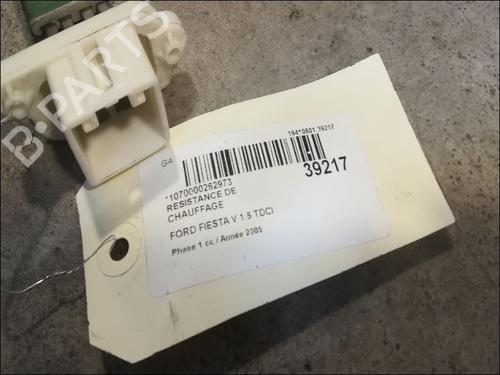 B-PARTS
GA
194*0801 39217
39217
*1070000262973
RESISTANCE DE
CHAUFFAGE
FORD FIESTA V 1.8 TDCI
Phase 1 cc / Année 2005